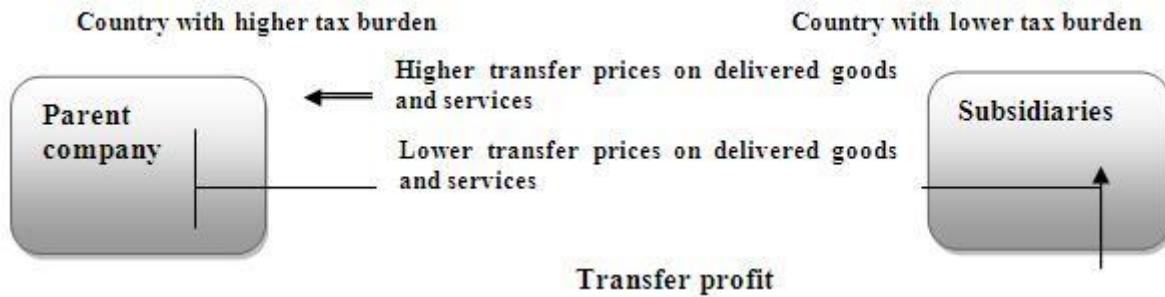 Country with higher tax burden
Country with lower tax burden
Higher transfer prices on delivered goods
and services
Parent
company
Subsidiaries
Lower transfer prices on delivered goods
and services
Transfer profit